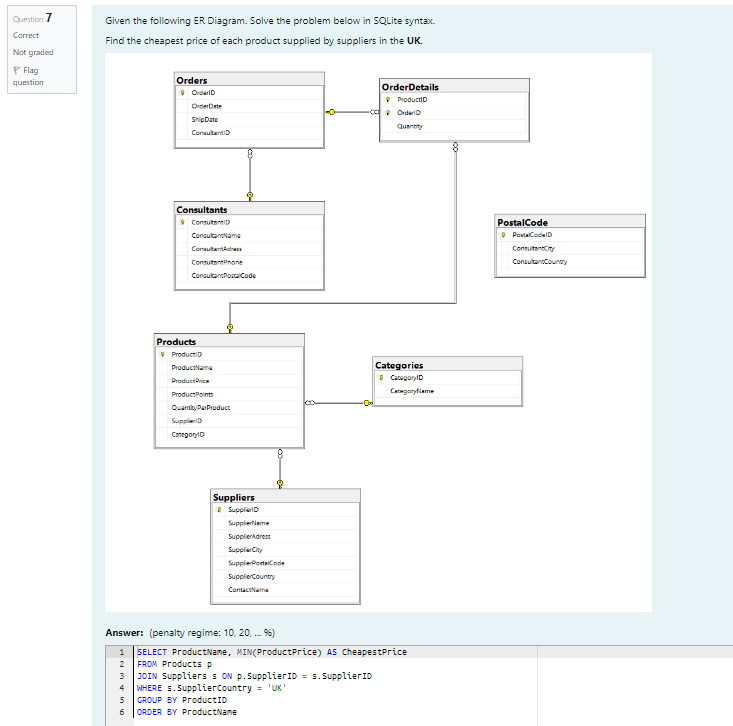 Question 7
Correct
Not graded
Flag
question
Given the following ER Diagram. Solve the problem below in SQLite syntax.
Find the cheapest price of each product supplied by suppliers in the UK.
Orders
OrderID
OrderDate
ShipDate
ConsultantID
OrderDetails
ProductID
OrderID
Quantity
Consultants
ConsultantID
ConsultantName
ConsultantAdress
ConsultantPhone
ConsultantPostalCode
PostalCode
PostalCodeID
ConsultantCity
ConsultantCountry
Products
ProductID
ProductName
ProductPrice
ProductPoints
QuantityPerProduct
SupplierID
CategoryID
Categories
CategoryID
CategoryName
Suppliers
SupplierID
SupplierName
SupplierAdress
SupplierCity
SupplierPostalCode
SupplierCountry
ContactName
Answer: (penalty regime: 10, 20, ... %)
1 SELECT ProductName, MIN(ProductPrice) AS CheapestPrice
2 FROM Products p
3 JOIN Suppliers s ON p.SupplierID = s.SupplierID
4 WHERE s.SupplierCountry = 'UK'
5 GROUP BY ProductID
6 ORDER BY ProductName